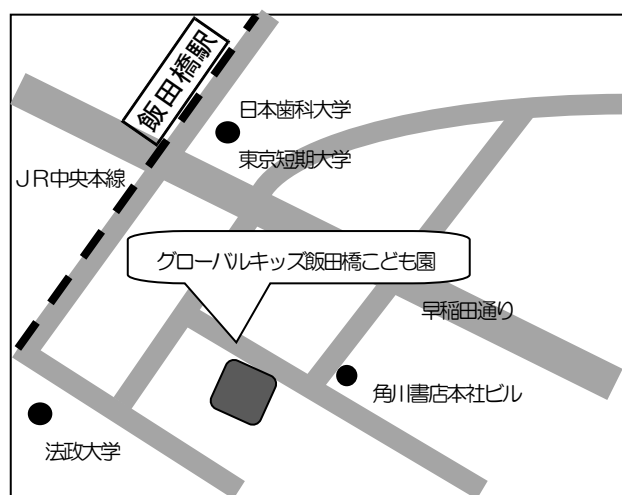 飯田橋駅
日本歯科大学
東京短期大学
JR中央本線
グローバルキッズ飯田橋こども園
早稲田通り
角川書店本社ビル
法政大学